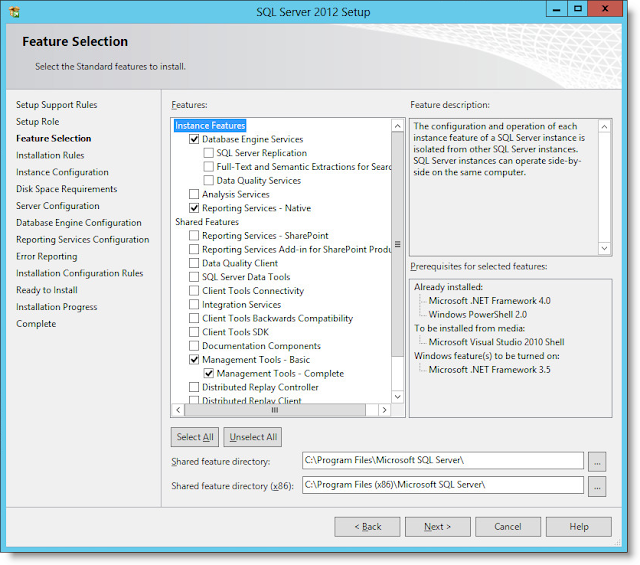 SQL Server 2012 Setup
Feature Selection
Select the Standard features to install.
Setup Support Rules
Setup Role
Feature Selection
Installation Rules
Instance Configuration
Disk Space Requirements
Server Configuration
Database Engine Configuration
Reporting Services Configuration
Error Reporting
Installation Configuration Rules
Ready to Install
Installation Progress
Complete
Features:
Instance Features
Database Engine Services
SQL Server Replication
Full-Text and Semantic Extractions for Searc
Data Quality Services
Analysis Services
Reporting Services - Native
Shared Features
Reporting Services - SharePoint
Reporting Services Add-in for SharePoint Produ
Data Quality Client
SQL Server Data Tools
Client Tools Connectivity
Integration Services
Client Tools Backwards Compatibility
Client Tools SDK
Documentation Components
Management Tools - Basic
Management Tools - Complete
Distributed Replay Controller
Distributed Replay Client
Feature description:
The configuration and operation of each
instance feature of a SQL Server instance is
isolated from other SQL Server instances.
SQL Server instances can operate side-by-
side on the same computer.
Prerequisites for selected features:
Already installed:
Microsoft .NET Framework 4.0
Windows PowerShell 2.0
To be installed from media:
Microsoft Visual Studio 2010 Shell
Windows feature(s) to be turned on:
Microsoft .NET Framework 3.5
Select All
Unselect All
Shared feature directory:
C:\Program Files\Microsoft SQL Server\
...
Shared feature directory (x86):
C:\Program Files (x86)\Microsoft SQL Server\
...
< Back
Next >
Cancel
Help